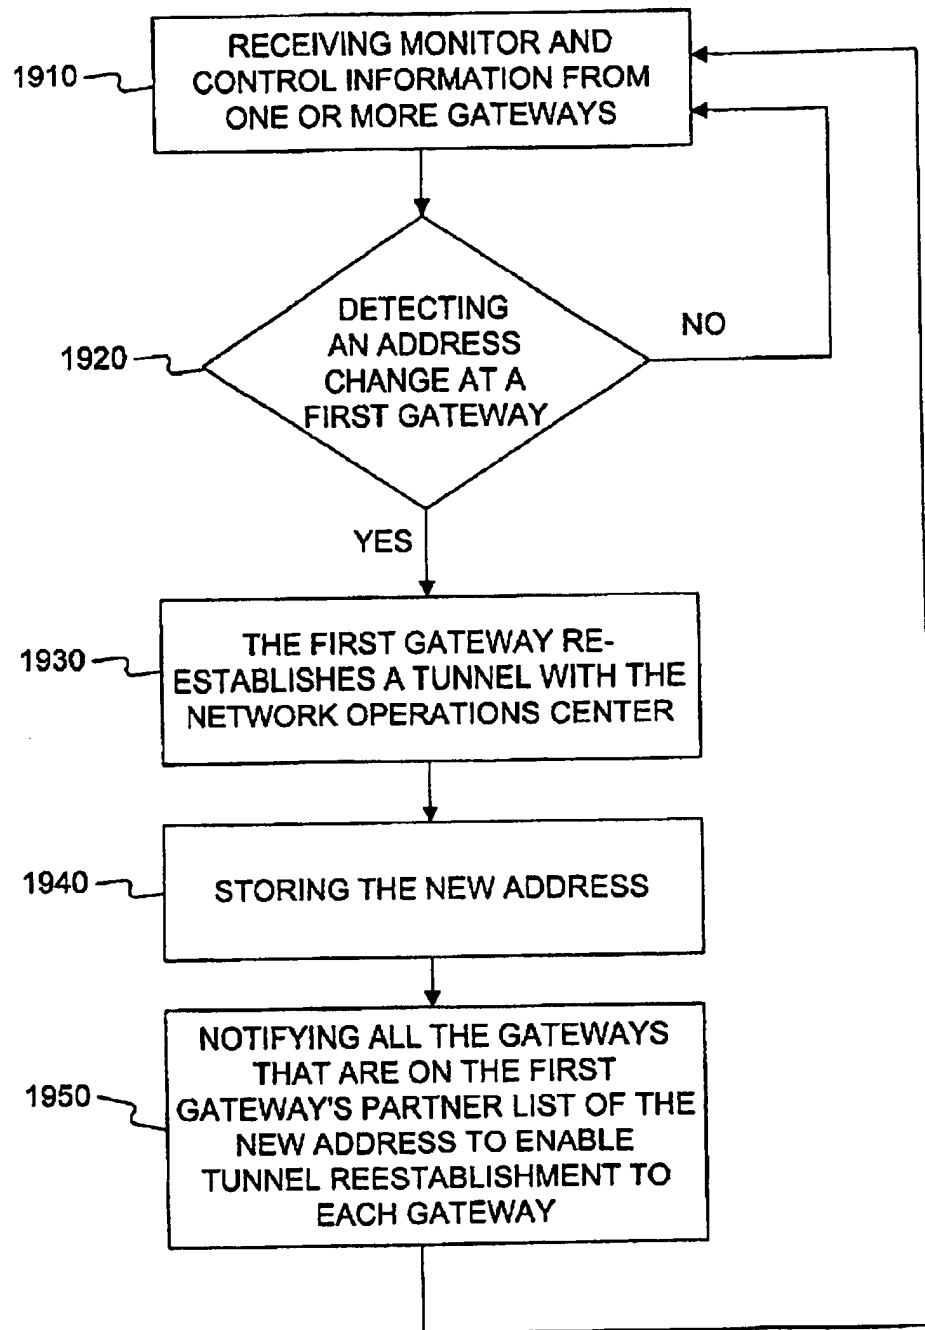 1910
RECEIVING MONITOR AND
CONTROL INFORMATION FROM
ONE OR MORE GATEWAYS
1920
DETECTING
AN ADDRESS
CHANGE AT A
FIRST GATEWAY
NO
YES
1930
THE FIRST GATEWAY RE-
ESTABLISHES A TUNNEL WITH THE
NETWORK OPERATIONS CENTER
1940
STORING THE NEW ADDRESS
1950
NOTIFYING ALL THE GATEWAYS
THAT ARE ON THE FIRST
GATEWAY'S PARTNER LIST OF THE
NEW ADDRESS TO ENABLE
TUNNEL REESTABLISHMENT TO
EACH GATEWAY